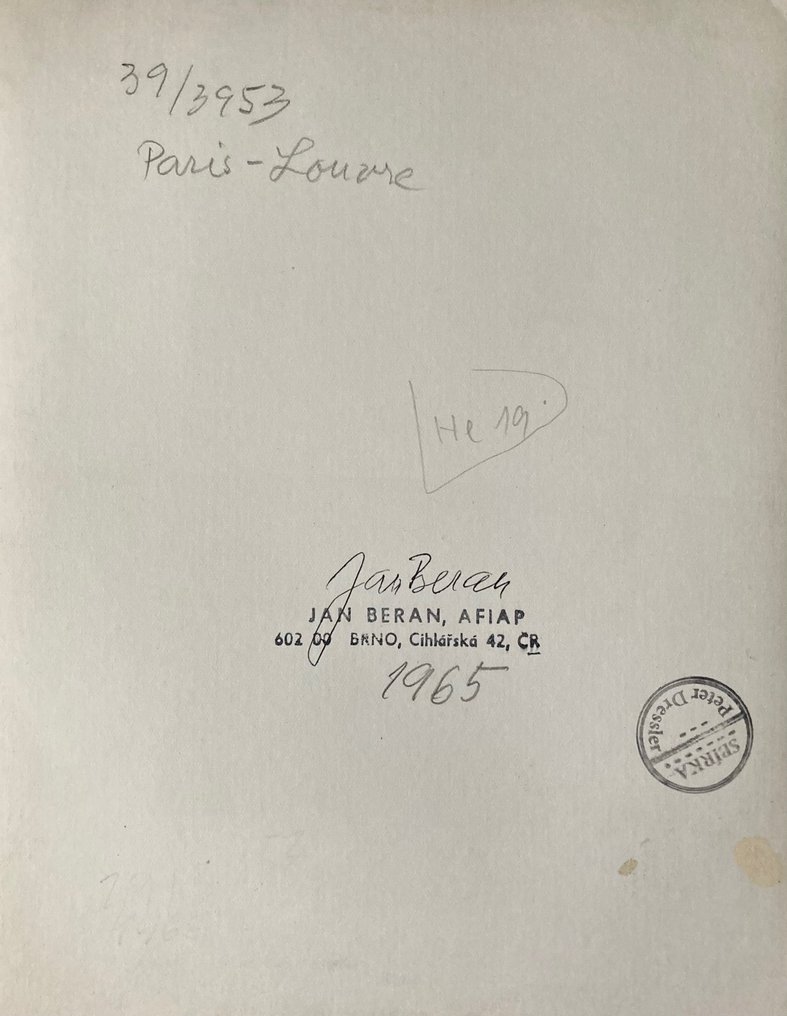 39/3953
Paris - Louvre
He 19.
Jan Beran
JAN BERAN, AFIAP
602 00 BRNO, Cihlářská 42, ČR
1965
Peter Dressler
SBÍRKA